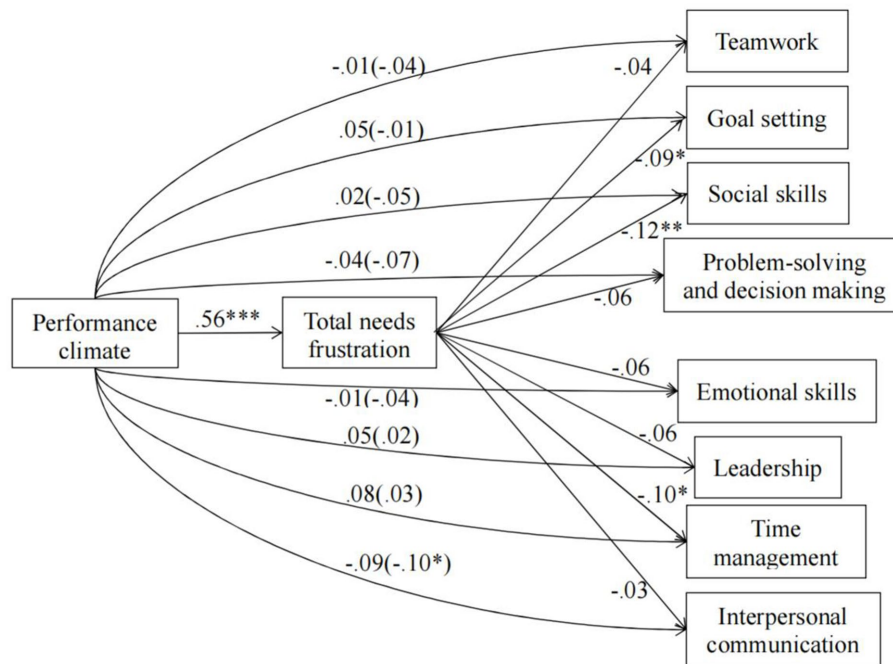 Teamwork
-.01(-.04)
-.04
Goal setting
.05(-.01)
-.09*
Social skills
.02(-.05)
-.12**
Problem-solving
and decision making
-.04(-.07)
-.06
Performance
climate
.56***
Total needs
frustration
-.06
Emotional skills
-.01(-.04)
.05(.02)
-.06
Leadership
.08(.03)
-.10*
Time
management
-.09(-.10*)
-.03
Interpersonal
communication